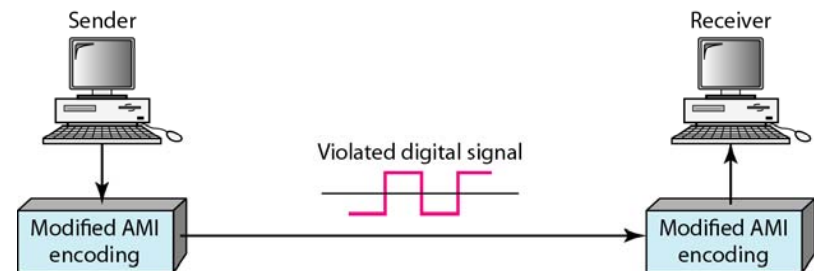 Sender
Receiver
Violated digital signal
Modified AMI
encoding
Modified AMI
encoding